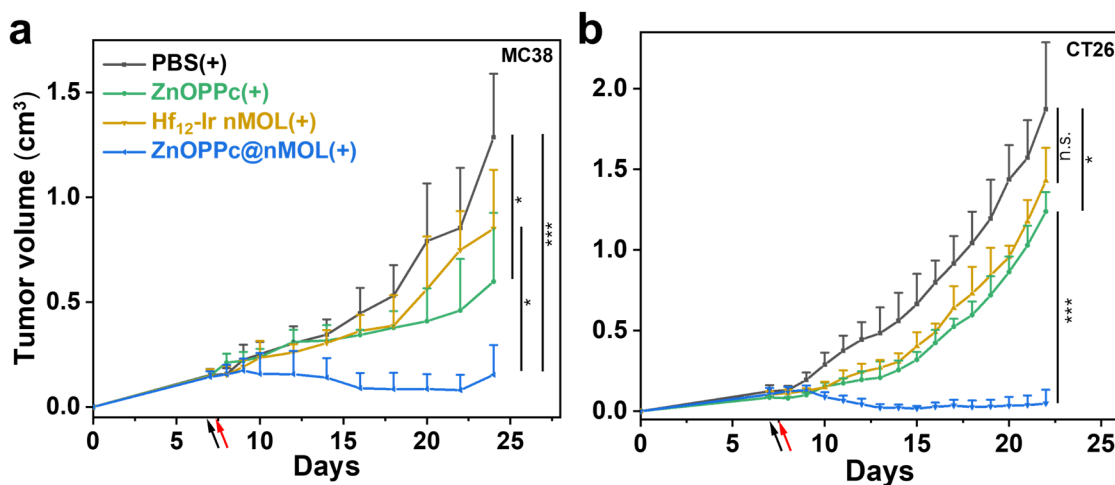 a
MC38
PBS(+)
ZnOPPc(+)
Hf₁₂-Ir nMOL(+)
ZnOPPc@nMOL(+)
Tumor volume (cm³)
1.5
1.0
0.5
0.0
*
*
***
0 5 10 15 20 25
Days
b
CT26
2.0
1.5
1.0
0.5
0.0
n.s.
*
***
0 5 10 15 20 25
Days